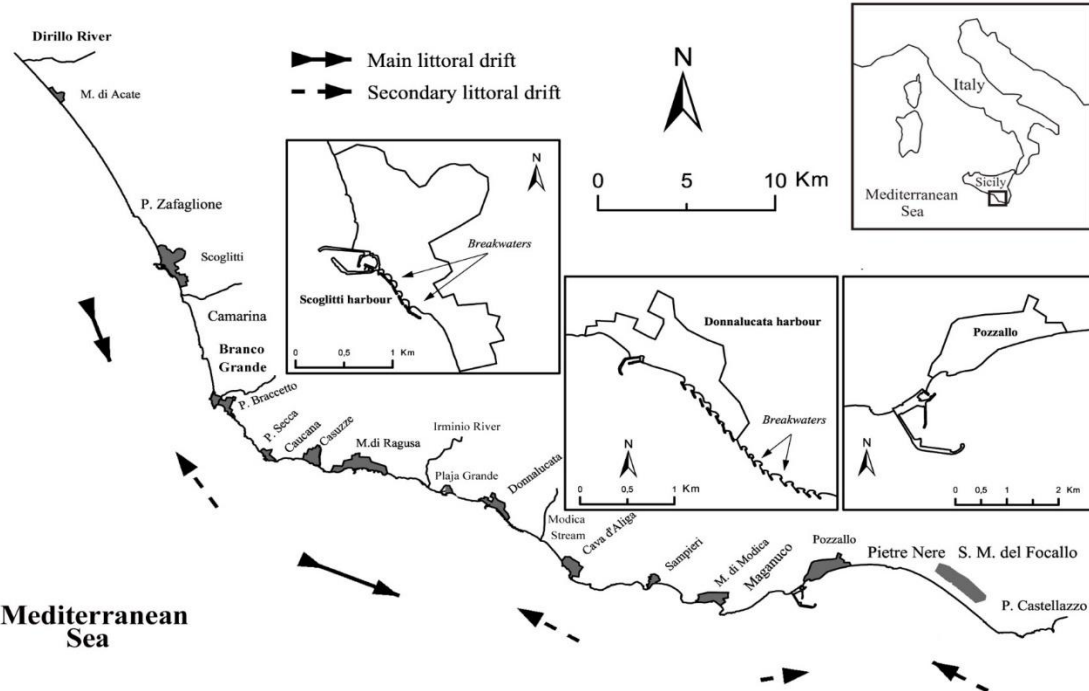 Dirillo River
M. di Acate
P. Zafaglione
Scoglitti
Camarina
Branco
Grande
P. Braccetto
P. Secca
Caucana
Casuzze
M.di Ragusa
Irminio River
Plaja Grande
Donnalucata
Modica
Stream
Cava d'Aliga
Sampieri
M. di Modica
Maganuco
Pozzallo
Pietre Nere
S. M. del Focallo
P. Castellazzo
Mediterranean
Sea
Main littoral drift
Secondary littoral drift
N
0 5 10 Km
Italy
Sicily
Mediterranean
Sea
N
Breakwaters
Scoglitti harbour
0 0,5 1
Km
Donnalucata harbour
Breakwaters
N
0 0,5 1 Km
Pozzallo
N
0 1 2 Km